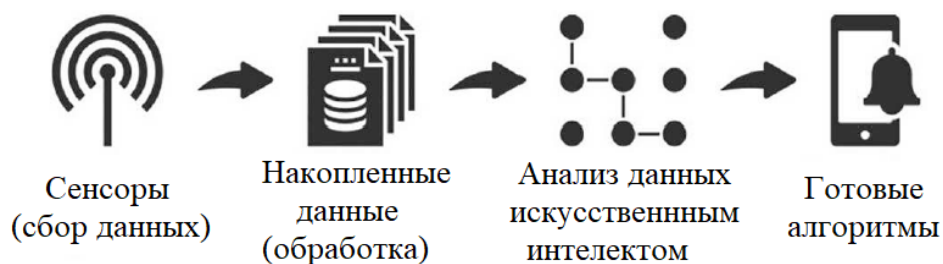 Сенсоры
(сбор данных)
Накопленные
данные
(обработка)
Анализ данных
искусственнным
интелектом
Готовые
алгоритмы